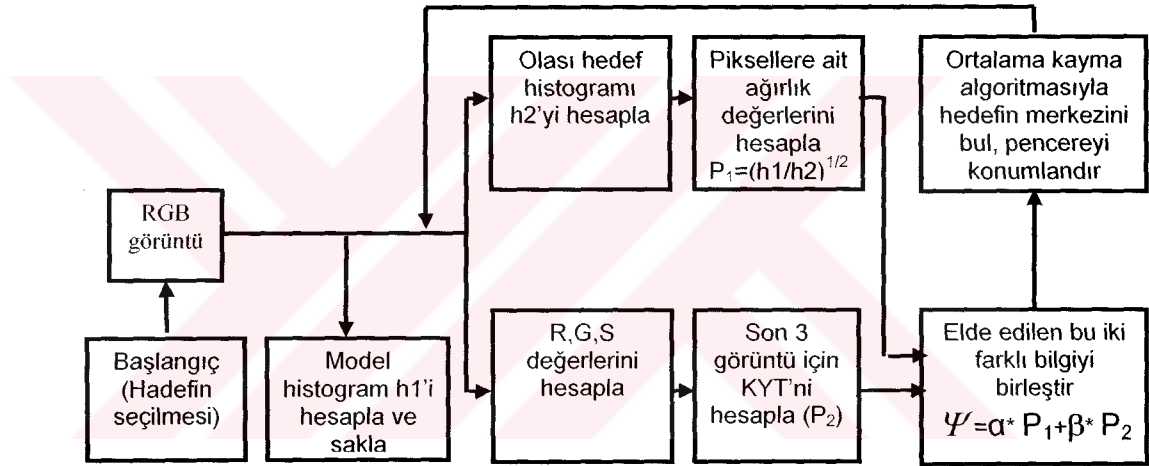 Olası hedef
histogramı
h2'yi hesapla
Piksellere ait
ağırlık
değerlerini
hesapla
P₁=(h1/h2)^1/2
Ortalama kayma
algoritmasıyla
hedefin merkezini
bul, pencereyi
konumlandır
RGB
görüntü
Başlangıç
(Hadefin
seçilmesi)
Model
histogram h1'i
hesapla ve
sakla
R,G,S
değerlerini
hesapla
Son 3
görüntü için
KYT'ni
hesapla (P₂)
Elde edilen bu iki
farklı bilgiyi
birleştir
Ψ=α* P₁+β* P₂